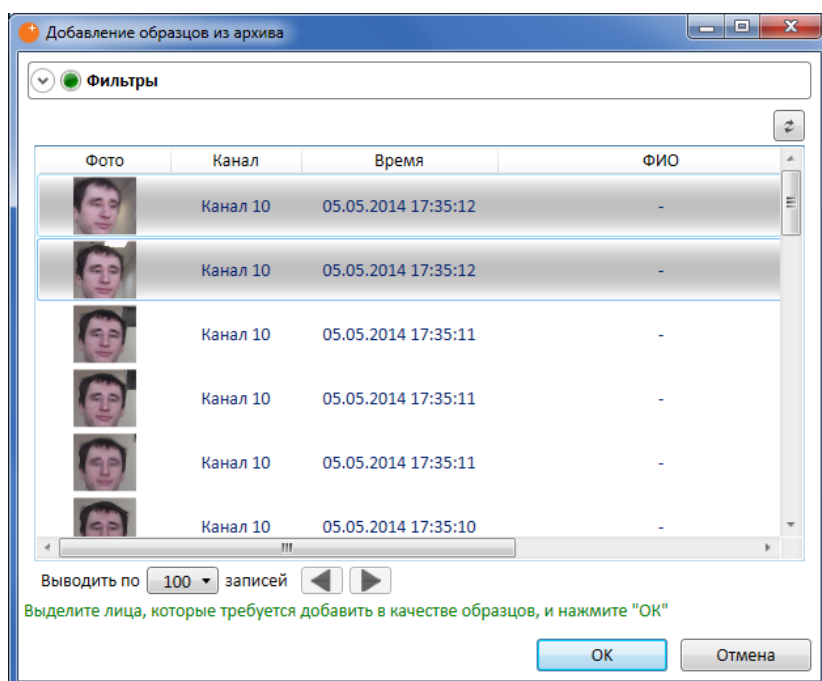 Добавление образцов из архива
Фильтры
Фото Канал Время ФИО
Канал 10 05.05.2014 17:35:12 -
Канал 10 05.05.2014 17:35:12 -
Канал 10 05.05.2014 17:35:11 -
Канал 10 05.05.2014 17:35:11 -
Канал 10 05.05.2014 17:35:11 -
Канал 10 05.05.2014 17:35:10 -
Выводить по 100 записей
Выделите лица, которые требуется добавить в качестве образцов, и нажмите "ОК"
ОК Отмена